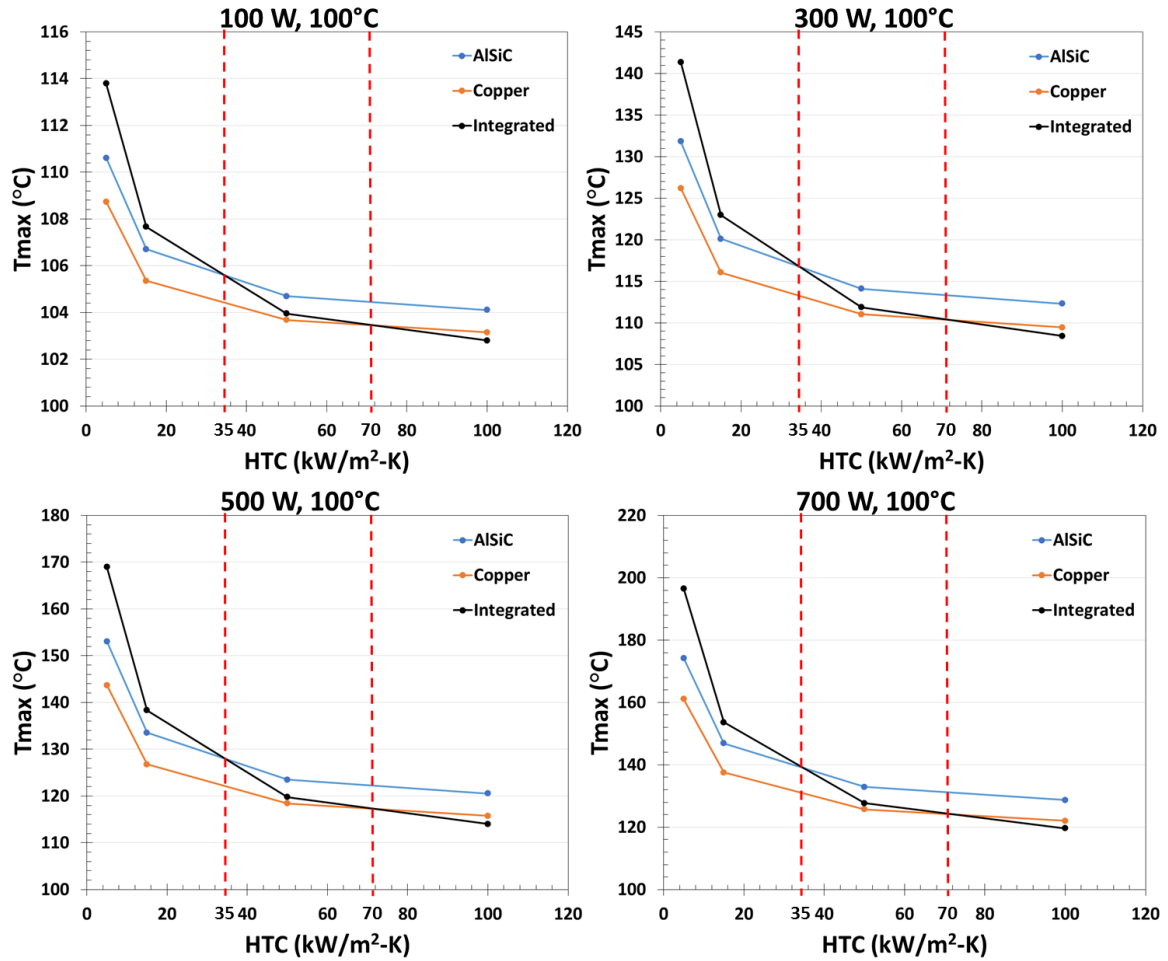 100 W, 100°C
116
114
112
110
108
106
104
102
100
Tmax (°C)
AlSiC
Copper
Integrated
0 20 35 40 60 70 80 100 120
HTC (kW/m²-K)
300 W, 100°C
145
140
135
130
125
120
115
110
105
100
Tmax (°C)
AlSiC
Copper
Integrated
0 20 35 40 60 70 80 100 120
HTC (kW/m²-K)
500 W, 100°C
180
170
160
150
140
130
120
110
100
Tmax (°C)
AlSiC
Copper
Integrated
0 20 35 40 60 70 80 100 120
HTC (kW/m²-K)
700 W, 100°C
220
200
180
160
140
120
100
Tmax (°C)
AlSiC
Copper
Integrated
0 20 35 40 60 70 80 100 120
HTC (kW/m²-K)